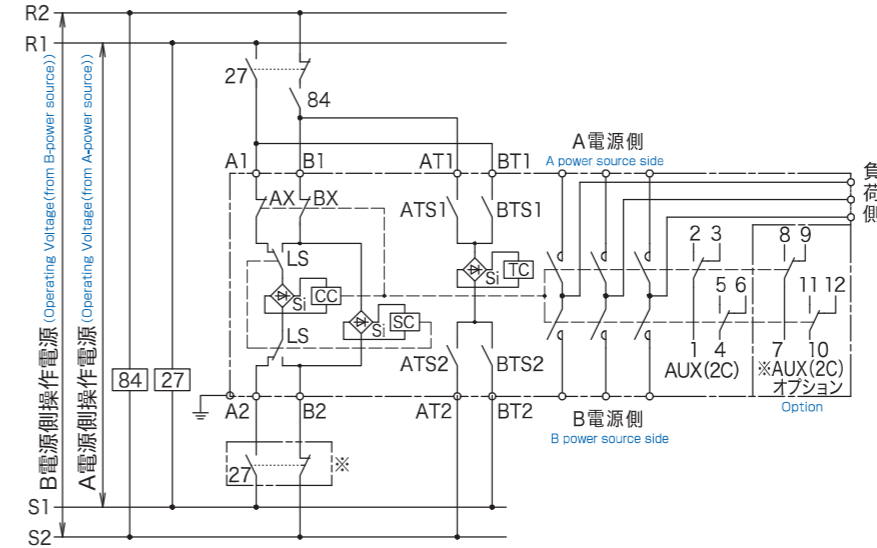 R2
R1
B電源側操作電源(Operating Voltage(from B-power source))
A電源側操作電源(Operating Voltage(from A-power source))
27
84
A電源側
A power source side
A1
B1
AT1
BT1
負荷側
AX
BX
ATS1
BTS1
2 3
8 9
LS
Si
CC
Si
TC
5 6
11 12
Si
SC
LS
84
27
ATS2
BTS2
1 4
AUX(2C)
7 10
※AUX(2C)
オプション
Option
A2
B2
AT2
BT2
B電源側
B power source side
27
※
S1
S2